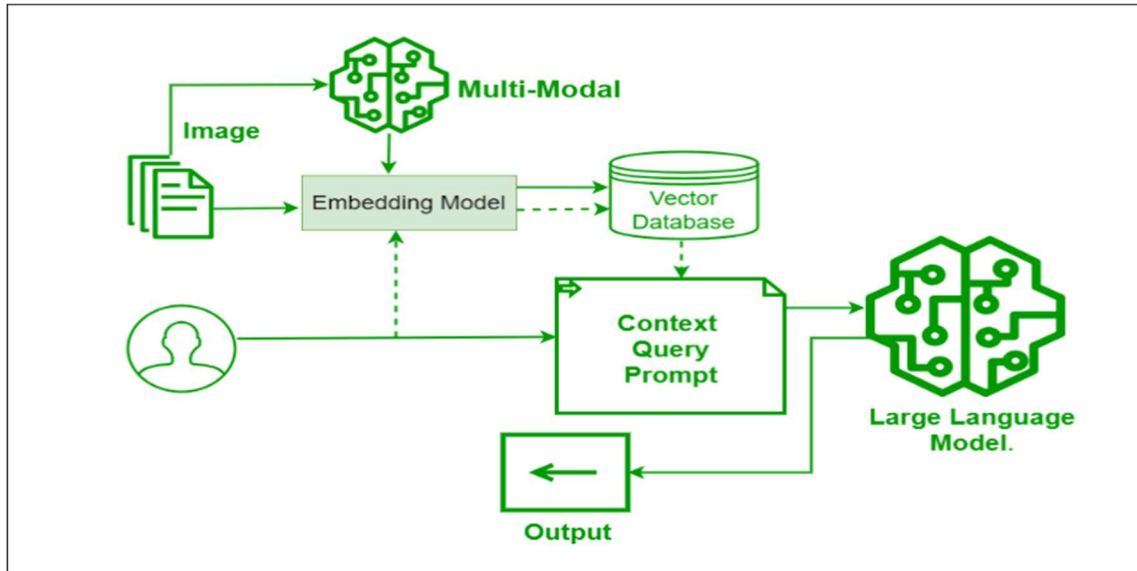 Multi-Modal
Image
Embedding Model
Vector
Database
Context
Query
Prompt
Large Language
Model.
Output